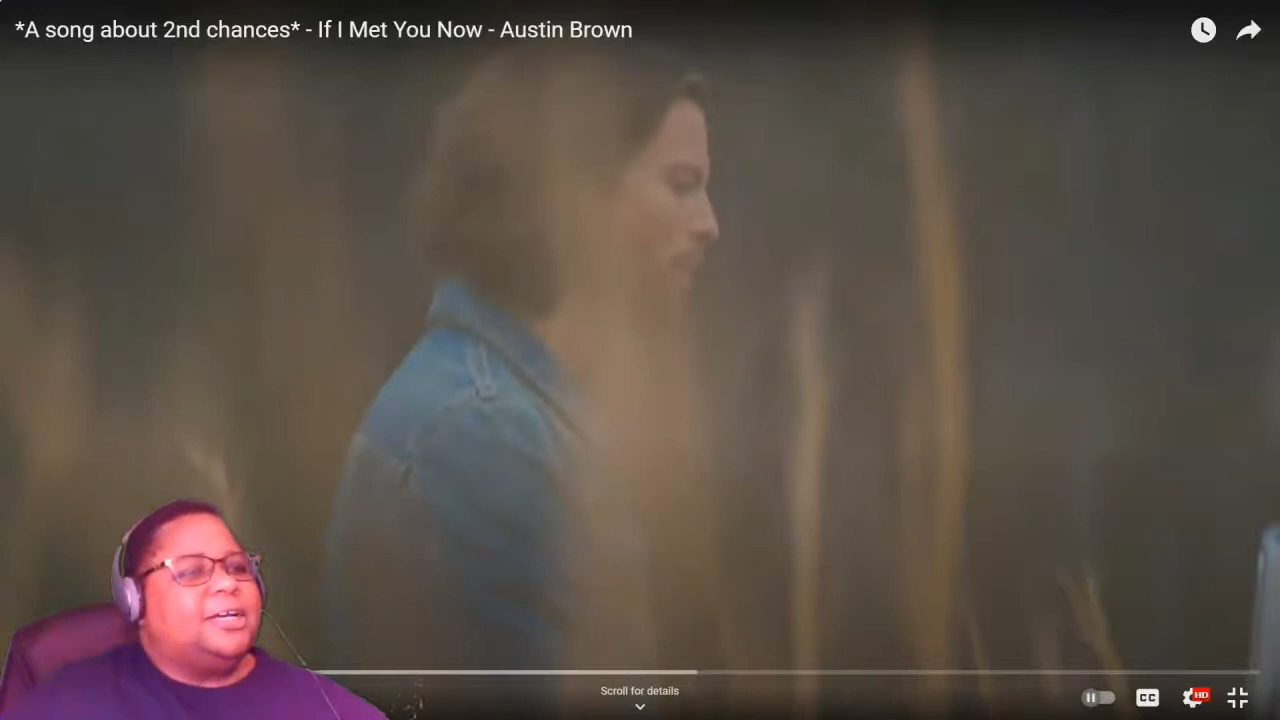 *A song about 2nd chances* - If I Met You Now - Austin Brown
Scroll for details
CC
HD